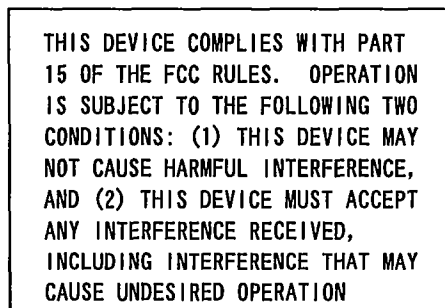 THIS DEVICE COMPLIES WITH PART
15 OF THE FCC RULES. OPERATION
IS SUBJECT TO THE FOLLOWING TWO
CONDITIONS: (1) THIS DEVICE MAY
NOT CAUSE HARMFUL INTERFERENCE,
AND (2) THIS DEVICE MUST ACCEPT
ANY INTERFERENCE RECEIVED,
INCLUDING INTERFERENCE THAT MAY
CAUSE UNDESIRED OPERATION